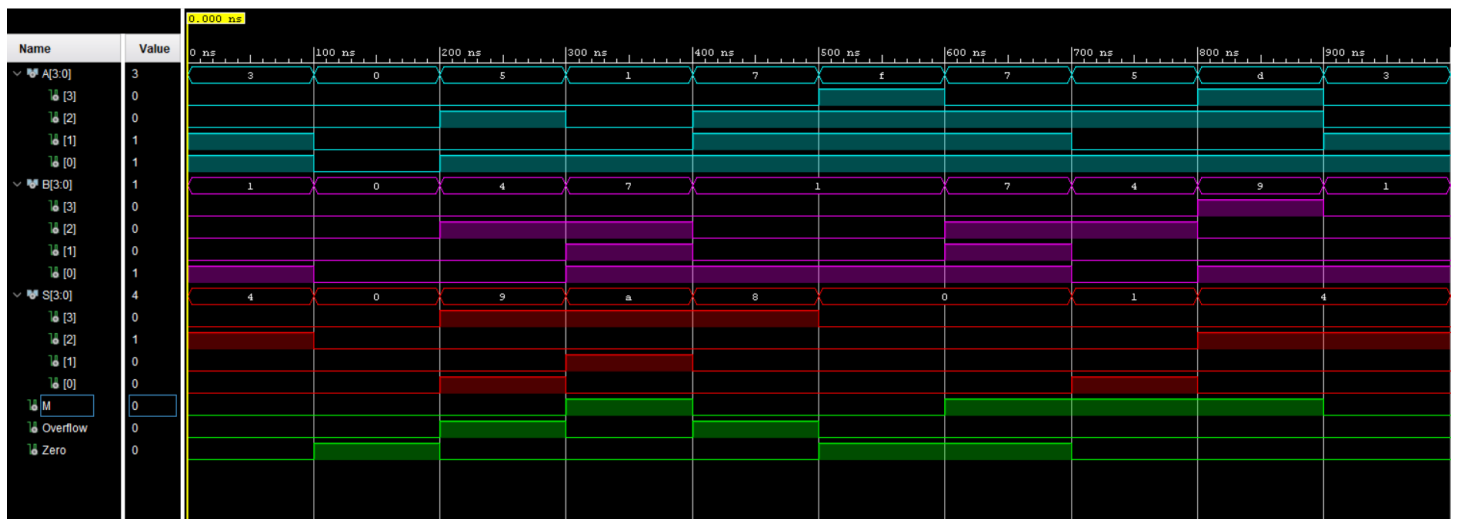 0.000 ns
Name Value
0 ns 100 ns 200 ns 300 ns 400 ns 500 ns 600 ns 700 ns 800 ns 900 ns
A[3:0] 3 3 0 5 1 7 f 7 5 d 3
[3] 0
[2] 0
[1] 1
[0] 1
B[3:0] 1 1 0 4 7 1 7 4 9 1
[3] 0
[2] 0
[1] 0
[0] 1
S[3:0] 4 4 0 9 a 8 0 1 4
[3] 0
[2] 1
[1] 0
[0] 0
M 0
Overflow 0
Zero 0